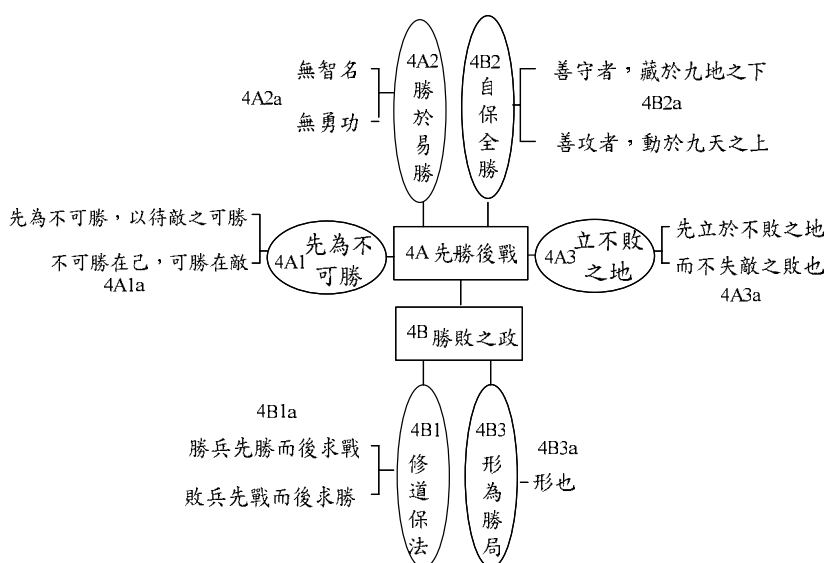 無智名
4A2a
無勇功
4A2
勝於易勝
4B2
自保全勝
善守者，藏於九地之下
4B2a
善攻者，動於九天之上
先為不可勝，以待敵之可勝
不可勝在己，可勝在敵
4A1a
4A1 先為不
可勝
4A 先勝後戰
4A3 立不敗
之地
先立於不敗之地
而不失敵之敗也
4A3a
4B 勝敗之政
4B1a
勝兵先勝而後求戰
敗兵先戰而後求勝
4B1
修道保法
4B3
形為勝局
4B3a
形也